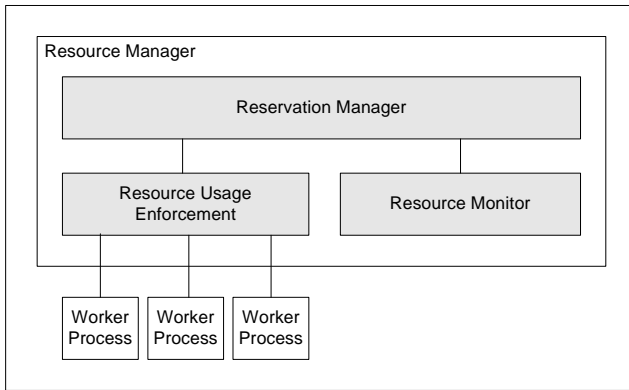 Resource Manager
Reservation Manager
Resource Usage
Enforcement
Resource Monitor
Worker
Process
Worker
Process
Worker
Process